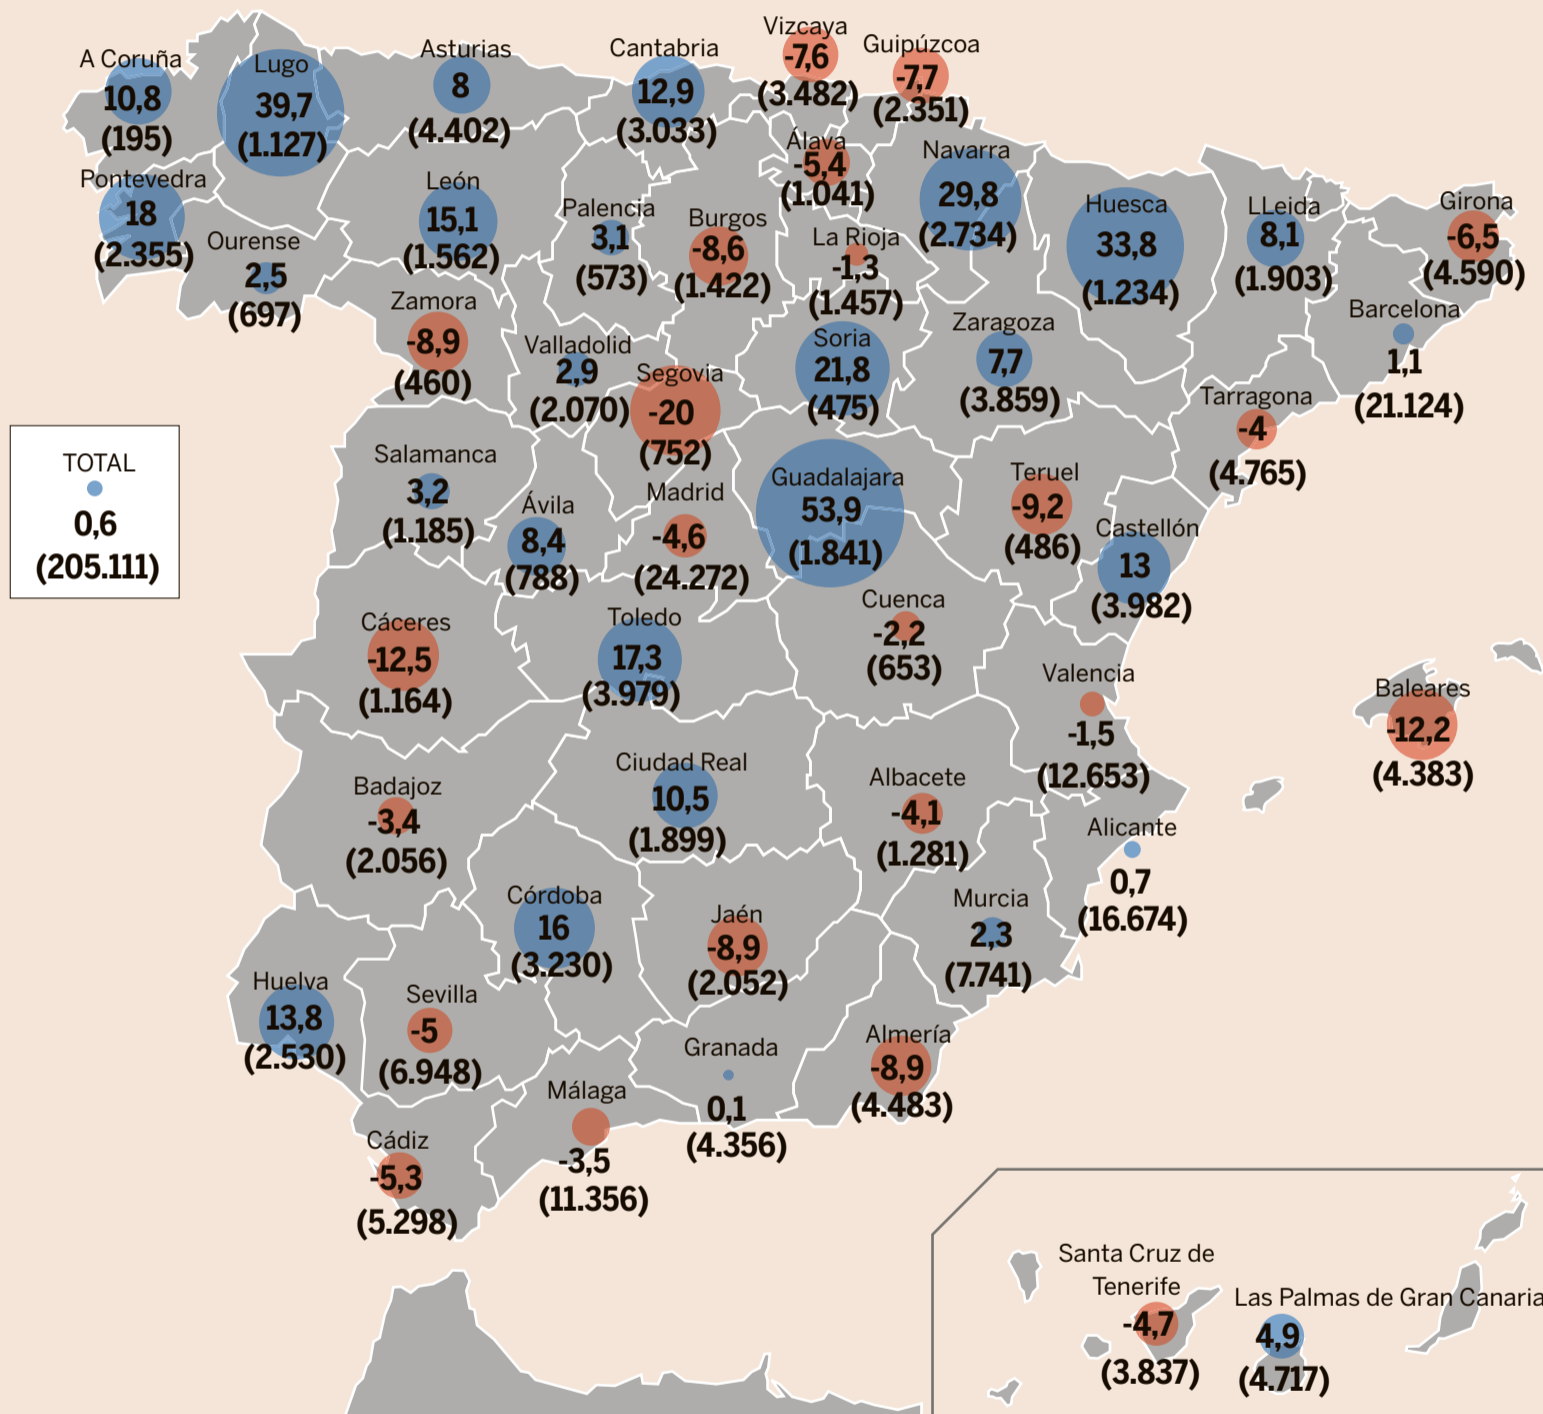 A Coruña
10,8
(195)
Lugo
39,7
(1.127)
Asturias
8
(4.402)
Cantabria
12,9
(3.033)
Vizcaya
-7,6
(3.482)
Guipúzcoa
-7,7
(2.351)
Álava
-5,4
(1.041)
Navarra
29,8
(2.734)
Huesca
33,8
(1.234)
LLeida
8,1
(1.903)
Girona
-6,5
(4.590)
Barcelona
1,1
(21.124)
Pontevedra
18
(2.355)
Ourense
2,5
(697)
León
15,1
(1.562)
Palencia
3,1
(573)
Burgos
-8,6
(1.422)
La Rioja
-1,3
(1.457)
Zamora
-8,9
(460)
Valladolid
2,9
(2.070)
Segovia
-20
(752)
Soria
21,8
(475)
Zaragoza
7,7
(3.859)
Tarragona
-4
(4.765)
TOTAL
0,6
(205.111)
Salamanca
3,2
(1.185)
Ávila
8,4
(788)
Madrid
-4,6
(24.272)
Guadalajara
53,9
(1.841)
Teruel
-9,2
(486)
Castellón
13
(3.982)
Cáceres
-12,5
(1.164)
Toledo
17,3
(3.979)
Cuenca
-2,2
(653)
Valencia
-1,5
(12.653)
Baleares
-12,2
(4.383)
Badajoz
-3,4
(2.056)
Ciudad Real
10,5
(1.899)
Albacete
-4,1
(1.281)
Alicante
0,7
(16.674)
Córdoba
16
(3.230)
Jaén
-8,9
(2.052)
Murcia
2,3
(7.741)
Huelva
13,8
(2.530)
Sevilla
-5
(6.948)
Granada
0,1
(4.356)
Almería
-8,9
(4.483)
Málaga
-3,5
(11.356)
Cádiz
-5,3
(5.298)
Santa Cruz de
Tenerife
-4,7
(3.837)
Las Palmas de Gran Canaria
4,9
(4.717)